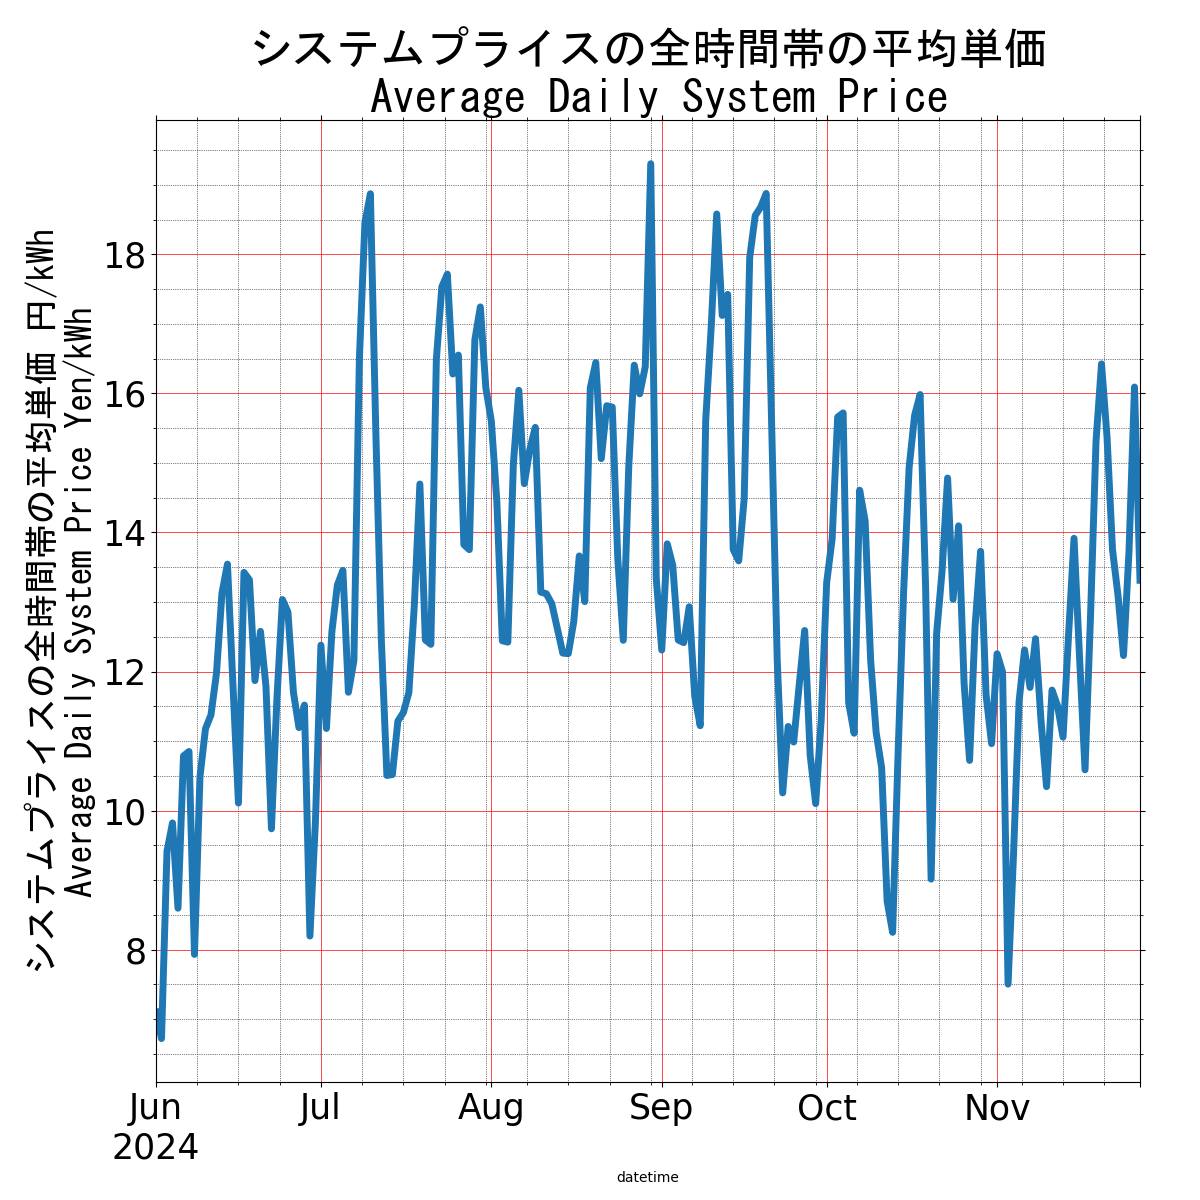 システムプライスの全時間帯の平均単価
Average Daily System Price
システムプライスの全時間帯の平均単価 円/kWh
Average Daily System Price Yen/kWh
18
16
14
12
10
8
Jun
2024
Jul
Aug
Sep
Oct
Nov
datetime